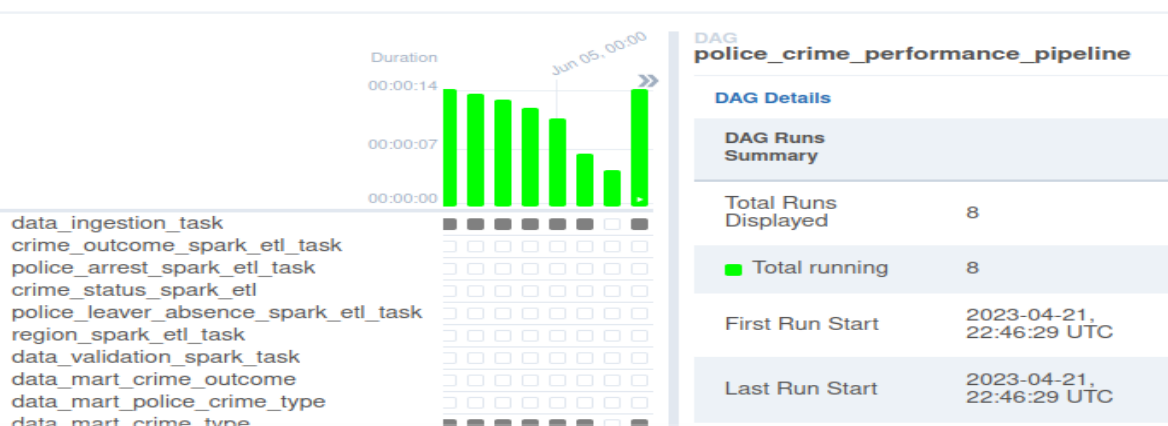 Duration
Jun 05, 00:00
00:00:14
00:00:07
00:00:00
data_ingestion_task
crime_outcome_spark_etl_task
police_arrest_spark_etl_task
crime_status_spark_etl
police_leaver_absence_spark_etl_task
region_spark_etl_task
data_validation_spark_task
data_mart_crime_outcome
data_mart_police_crime_type
data_mart_crime_type
DAG
police_crime_performance_pipeline
DAG Details
DAG Runs
Summary
Total Runs
Displayed
8
Total running
8
First Run Start
2023-04-21,
22:46:29 UTC
Last Run Start
2023-04-21,
22:46:29 UTC